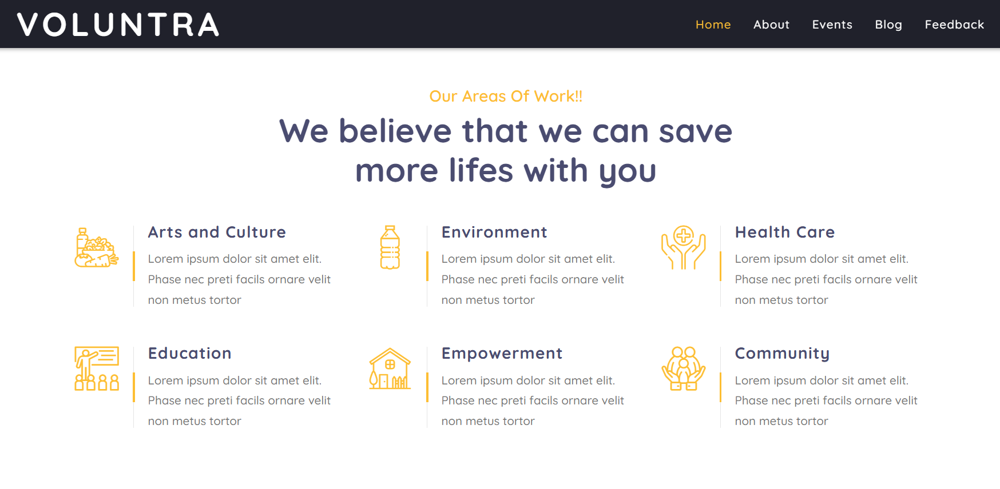 VOLUNTRA
Home About Events Blog Feedback
Our Areas Of Work!!
We believe that we can save
more lifes with you
Arts and Culture
Lorem ipsum dolor sit amet elit.
Phase nec preti facils ornare velit
non metus tortor
Environment
Lorem ipsum dolor sit amet elit.
Phase nec preti facils ornare velit
non metus tortor
Health Care
Lorem ipsum dolor sit amet elit.
Phase nec preti facils ornare velit
non metus tortor
Education
Lorem ipsum dolor sit amet elit.
Phase nec preti facils ornare velit
non metus tortor
Empowerment
Lorem ipsum dolor sit amet elit.
Phase nec preti facils ornare velit
non metus tortor
Community
Lorem ipsum dolor sit amet elit.
Phase nec preti facils ornare velit
non metus tortor